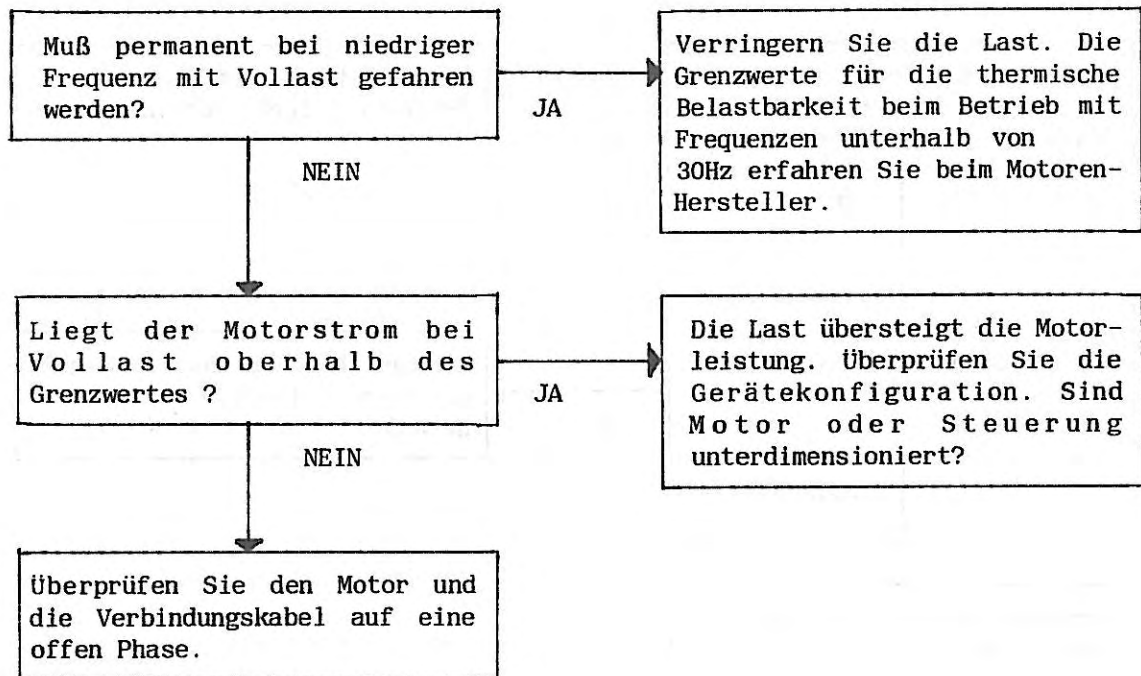 Muß permanent bei niedriger
Frequenz mit Vollast gefahren
werden?
JA
Verringern Sie die Last. Die
Grenzwerte für die thermische
Belastbarkeit beim Betrieb mit
Frequenzen unterhalb von
30Hz erfahren Sie beim Motoren-
Hersteller.
NEIN
Liegt der Motorstrom bei
Vollast oberhalb des
Grenzwertes ?
JA
Die Last übersteigt die Motor-
leistung. Überprüfen Sie die
Gerätekonfiguration. Sind
Motor oder Steuerung
unterdimensioniert?
NEIN
Überprüfen Sie den Motor und
die Verbindungskabel auf eine
offen Phase.